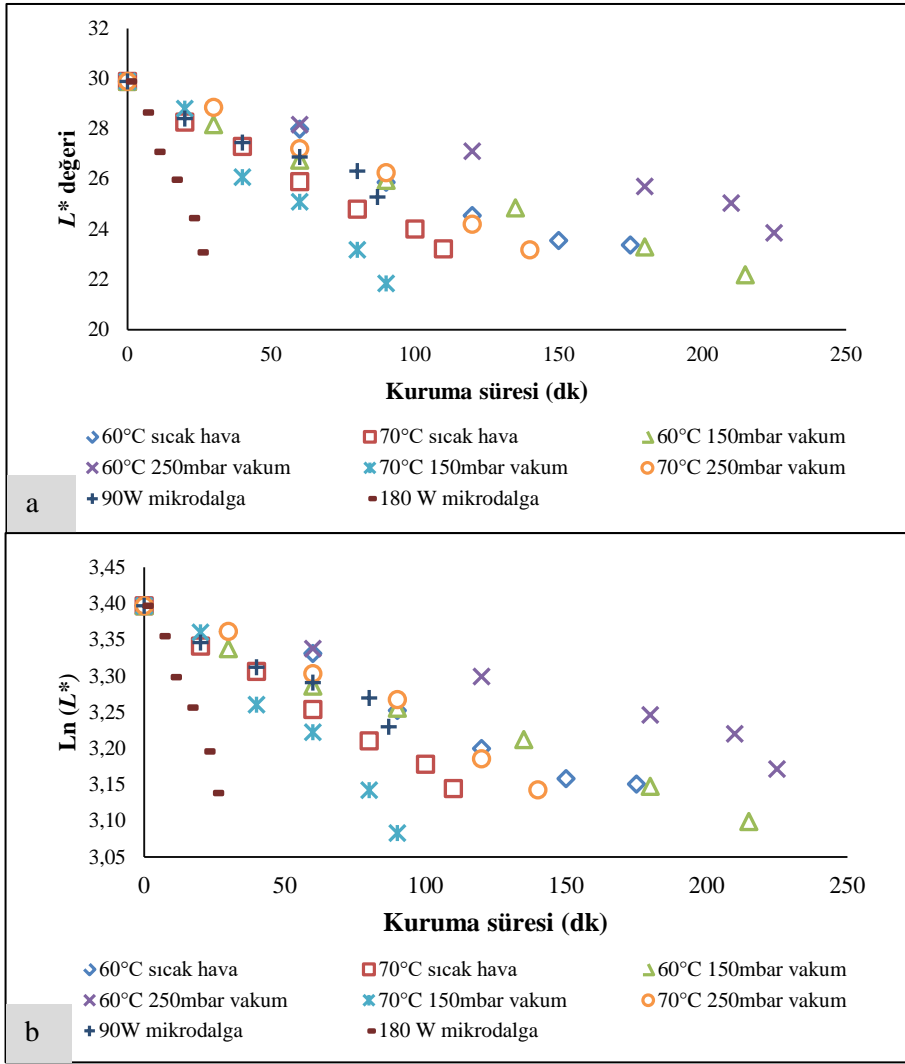 32
30
28
26
24
22
20
L* değeri
0 50 100 150 200 250
Kuruma süresi (dk)
60°C sıcak hava 70°C sıcak hava 60°C 150mbar vakum
60°C 250mbar vakum 70°C 150mbar vakum 70°C 250mbar vakum
90W mikrodalga 180 W mikrodalga
a
3,45
3,40
3,35
3,30
3,25
3,20
3,15
3,10
3,05
Ln (L*)
0 50 100 150 200 250
Kuruma süresi (dk)
60°C sıcak hava 70°C sıcak hava 60°C 150mbar vakum
60°C 250mbar vakum 70°C 150mbar vakum 70°C 250mbar vakum
90W mikrodalga 180 W mikrodalga
b